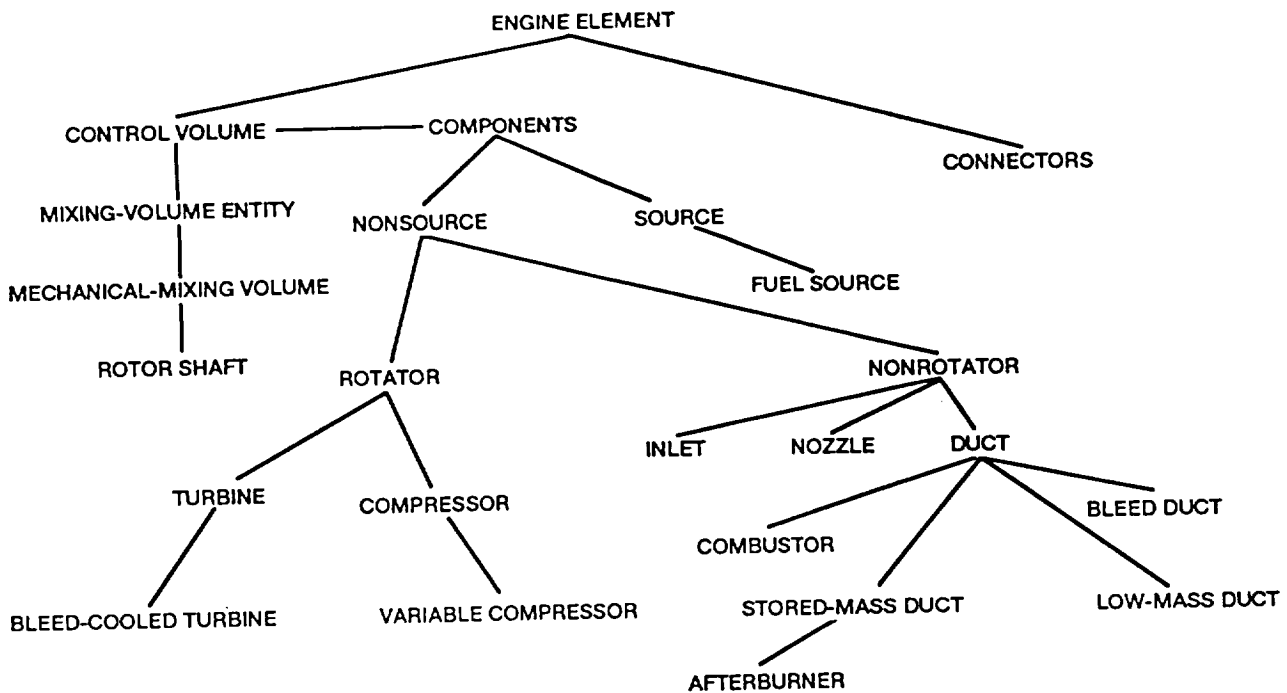 ENGINE ELEMENT
CONTROL VOLUME
COMPONENTS
CONNECTORS
MIXING-VOLUME ENTITY
NONSOURCE
SOURCE
MECHANICAL-MIXING VOLUME
FUEL SOURCE
ROTOR SHAFT
ROTATOR
NONROTATOR
INLET
NOZZLE
DUCT
TURBINE
COMPRESSOR
BLEED DUCT
COMBUSTOR
BLEED-COOLED TURBINE
VARIABLE COMPRESSOR
STORED-MASS DUCT
LOW-MASS DUCT
AFTERBURNER